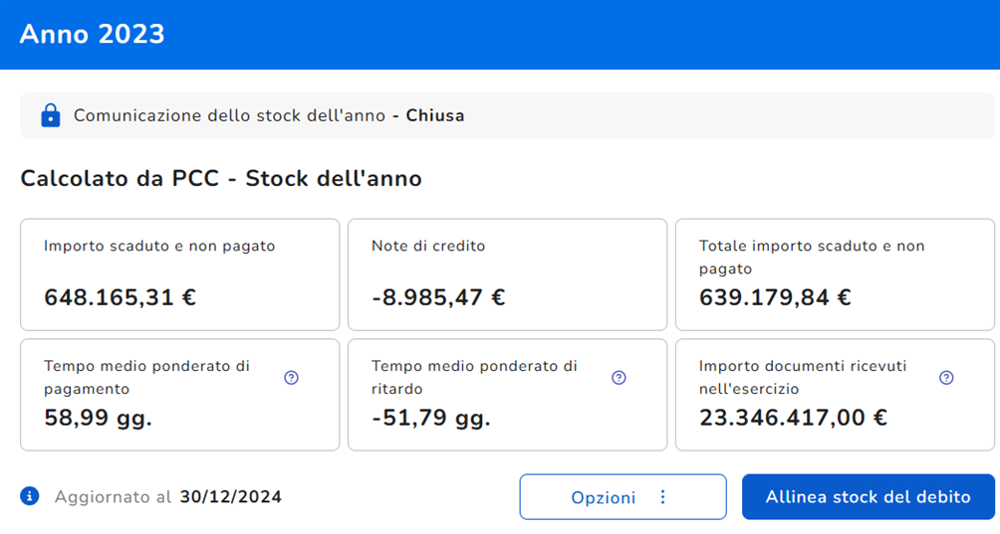 Anno 2023
Comunicazione dello stock dell'anno - Chiusa
Calcolato da PCC - Stock dell'anno
Importo scaduto e non pagato
648.165,31 €
Note di credito
-8.985,47 €
Totale importo scaduto e non
pagato
639.179,84 €
Tempo medio ponderato di
pagamento
58,99 gg.
Tempo medio ponderato di
ritardo
-51,79 gg.
Importo documenti ricevuti
nell'esercizio
23.346.417,00 €
Aggiornato al 30/12/2024
Opzioni
Allinea stock del debito